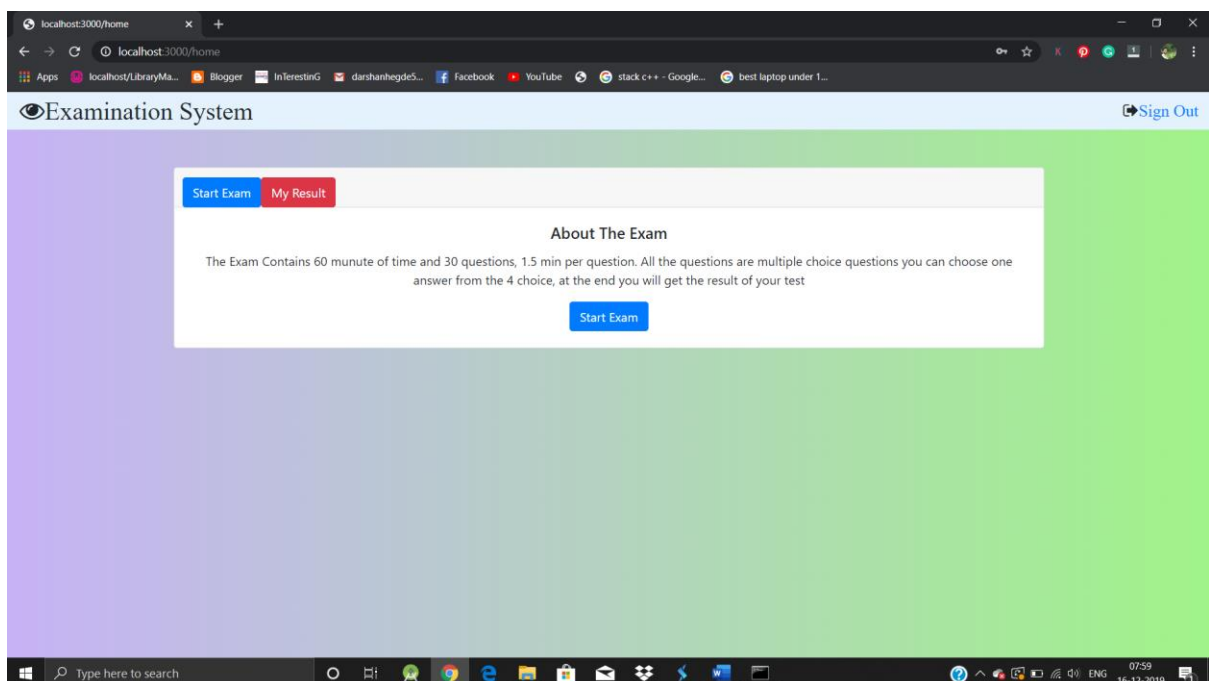 localhost:3000/home
localhost:3000/home
Apps localhost/LibraryMa... Blogger InTerestinG darshanhegde5... Facebook YouTube stack c++ - Google... best laptop under 1...
Examination System Sign Out
Start Exam My Result
About The Exam
The Exam Contains 60 munute of time and 30 questions, 1.5 min per question. All the questions are multiple choice questions you can choose one
answer from the 4 choice, at the end you will get the result of your test
Start Exam
Type here to search ENG 07:59
16-12-2019